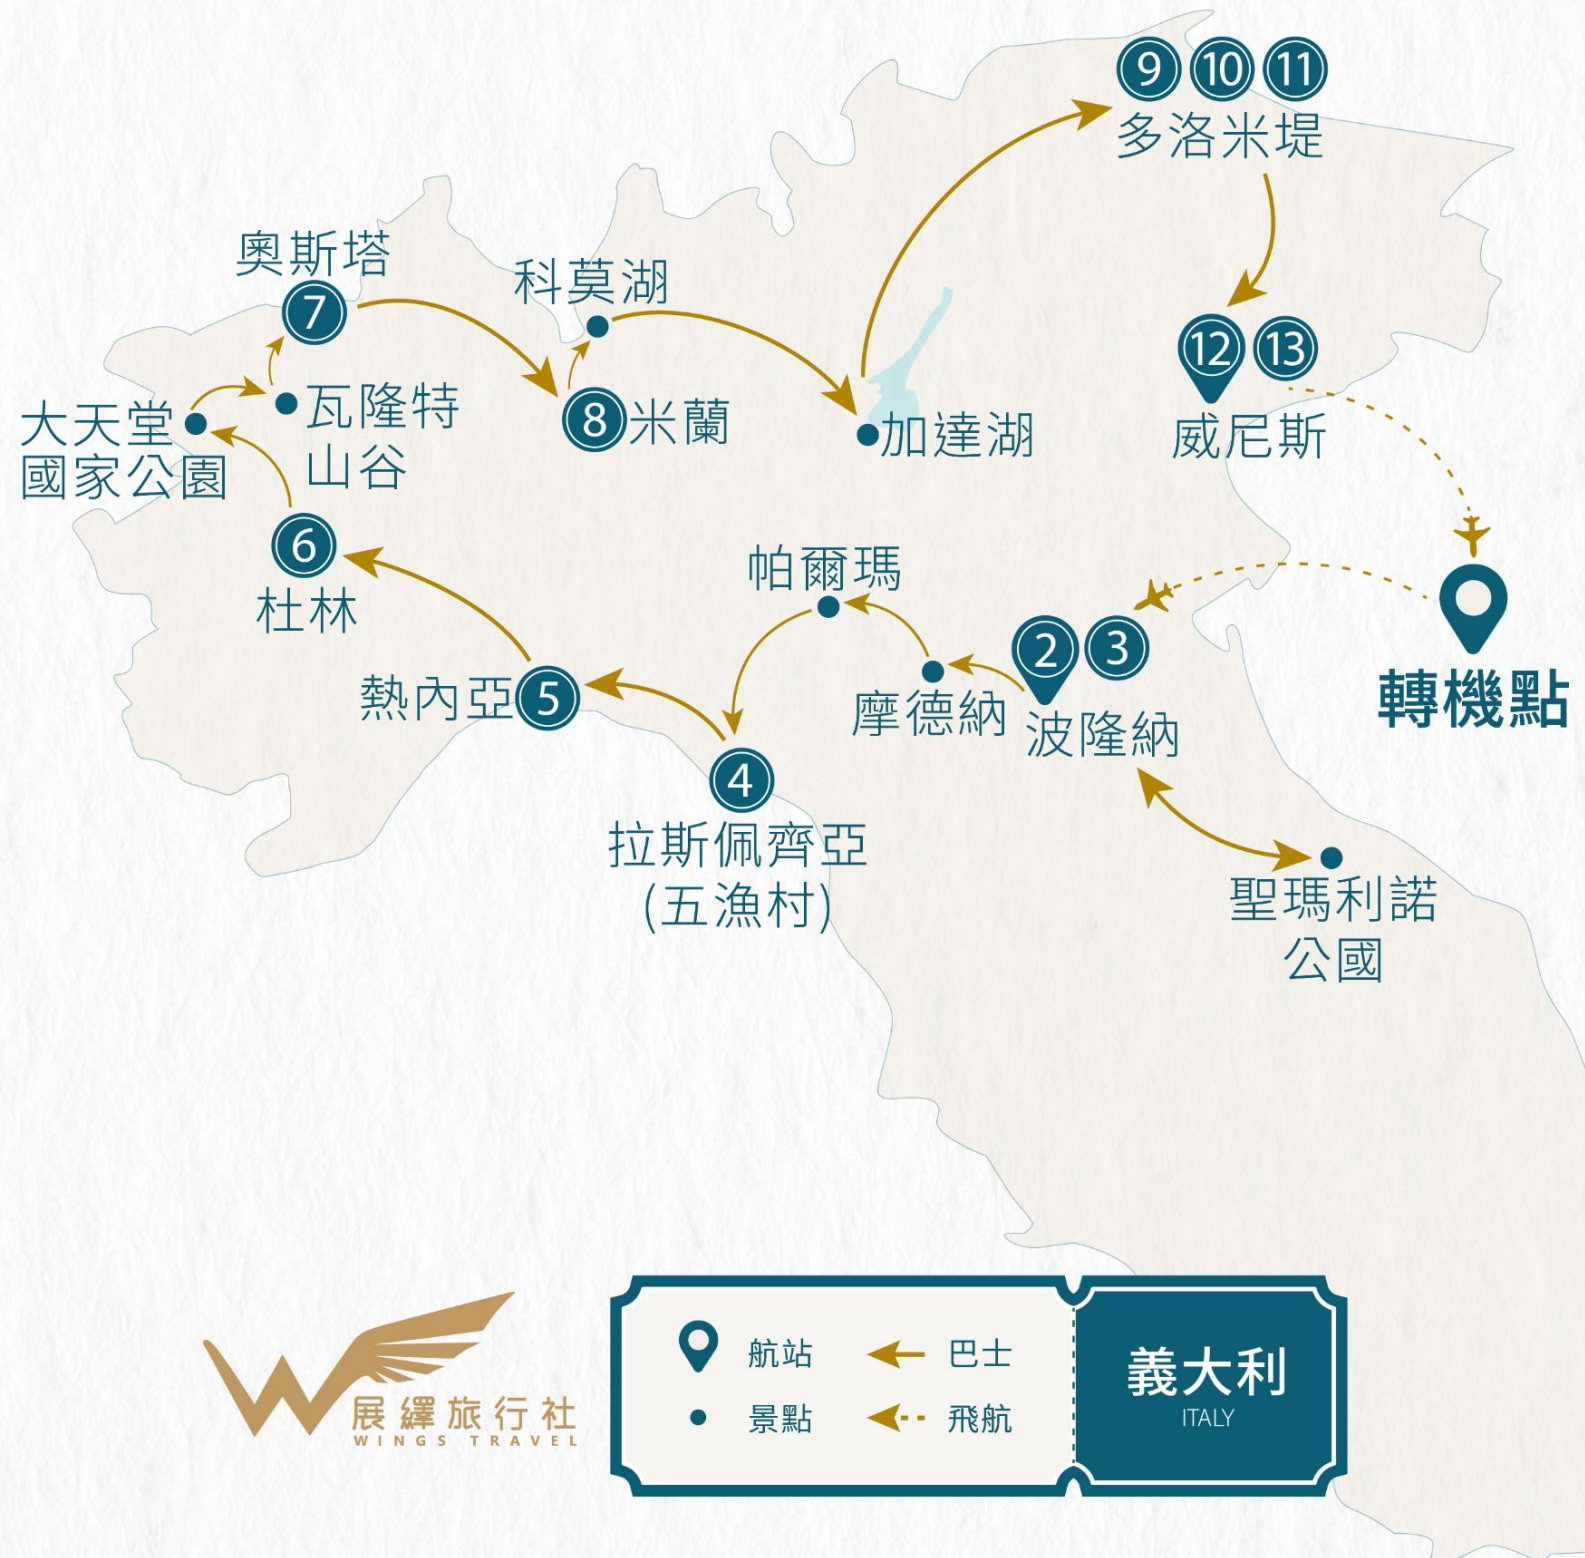 9 10 11
多洛米堤
奧斯塔
7
科莫湖
12 13
威尼斯
大天堂
國家公園
瓦隆特
山谷
8 米蘭
加達湖
6
杜林
帕爾瑪
2 3
波隆納
轉機點
摩德納
熱內亞 5
4
拉斯佩齊亞
(五漁村)
聖瑪利諾
公國
展繹旅行社
WINGS TRAVEL
航站 巴士
景點 飛航
義大利
ITALY